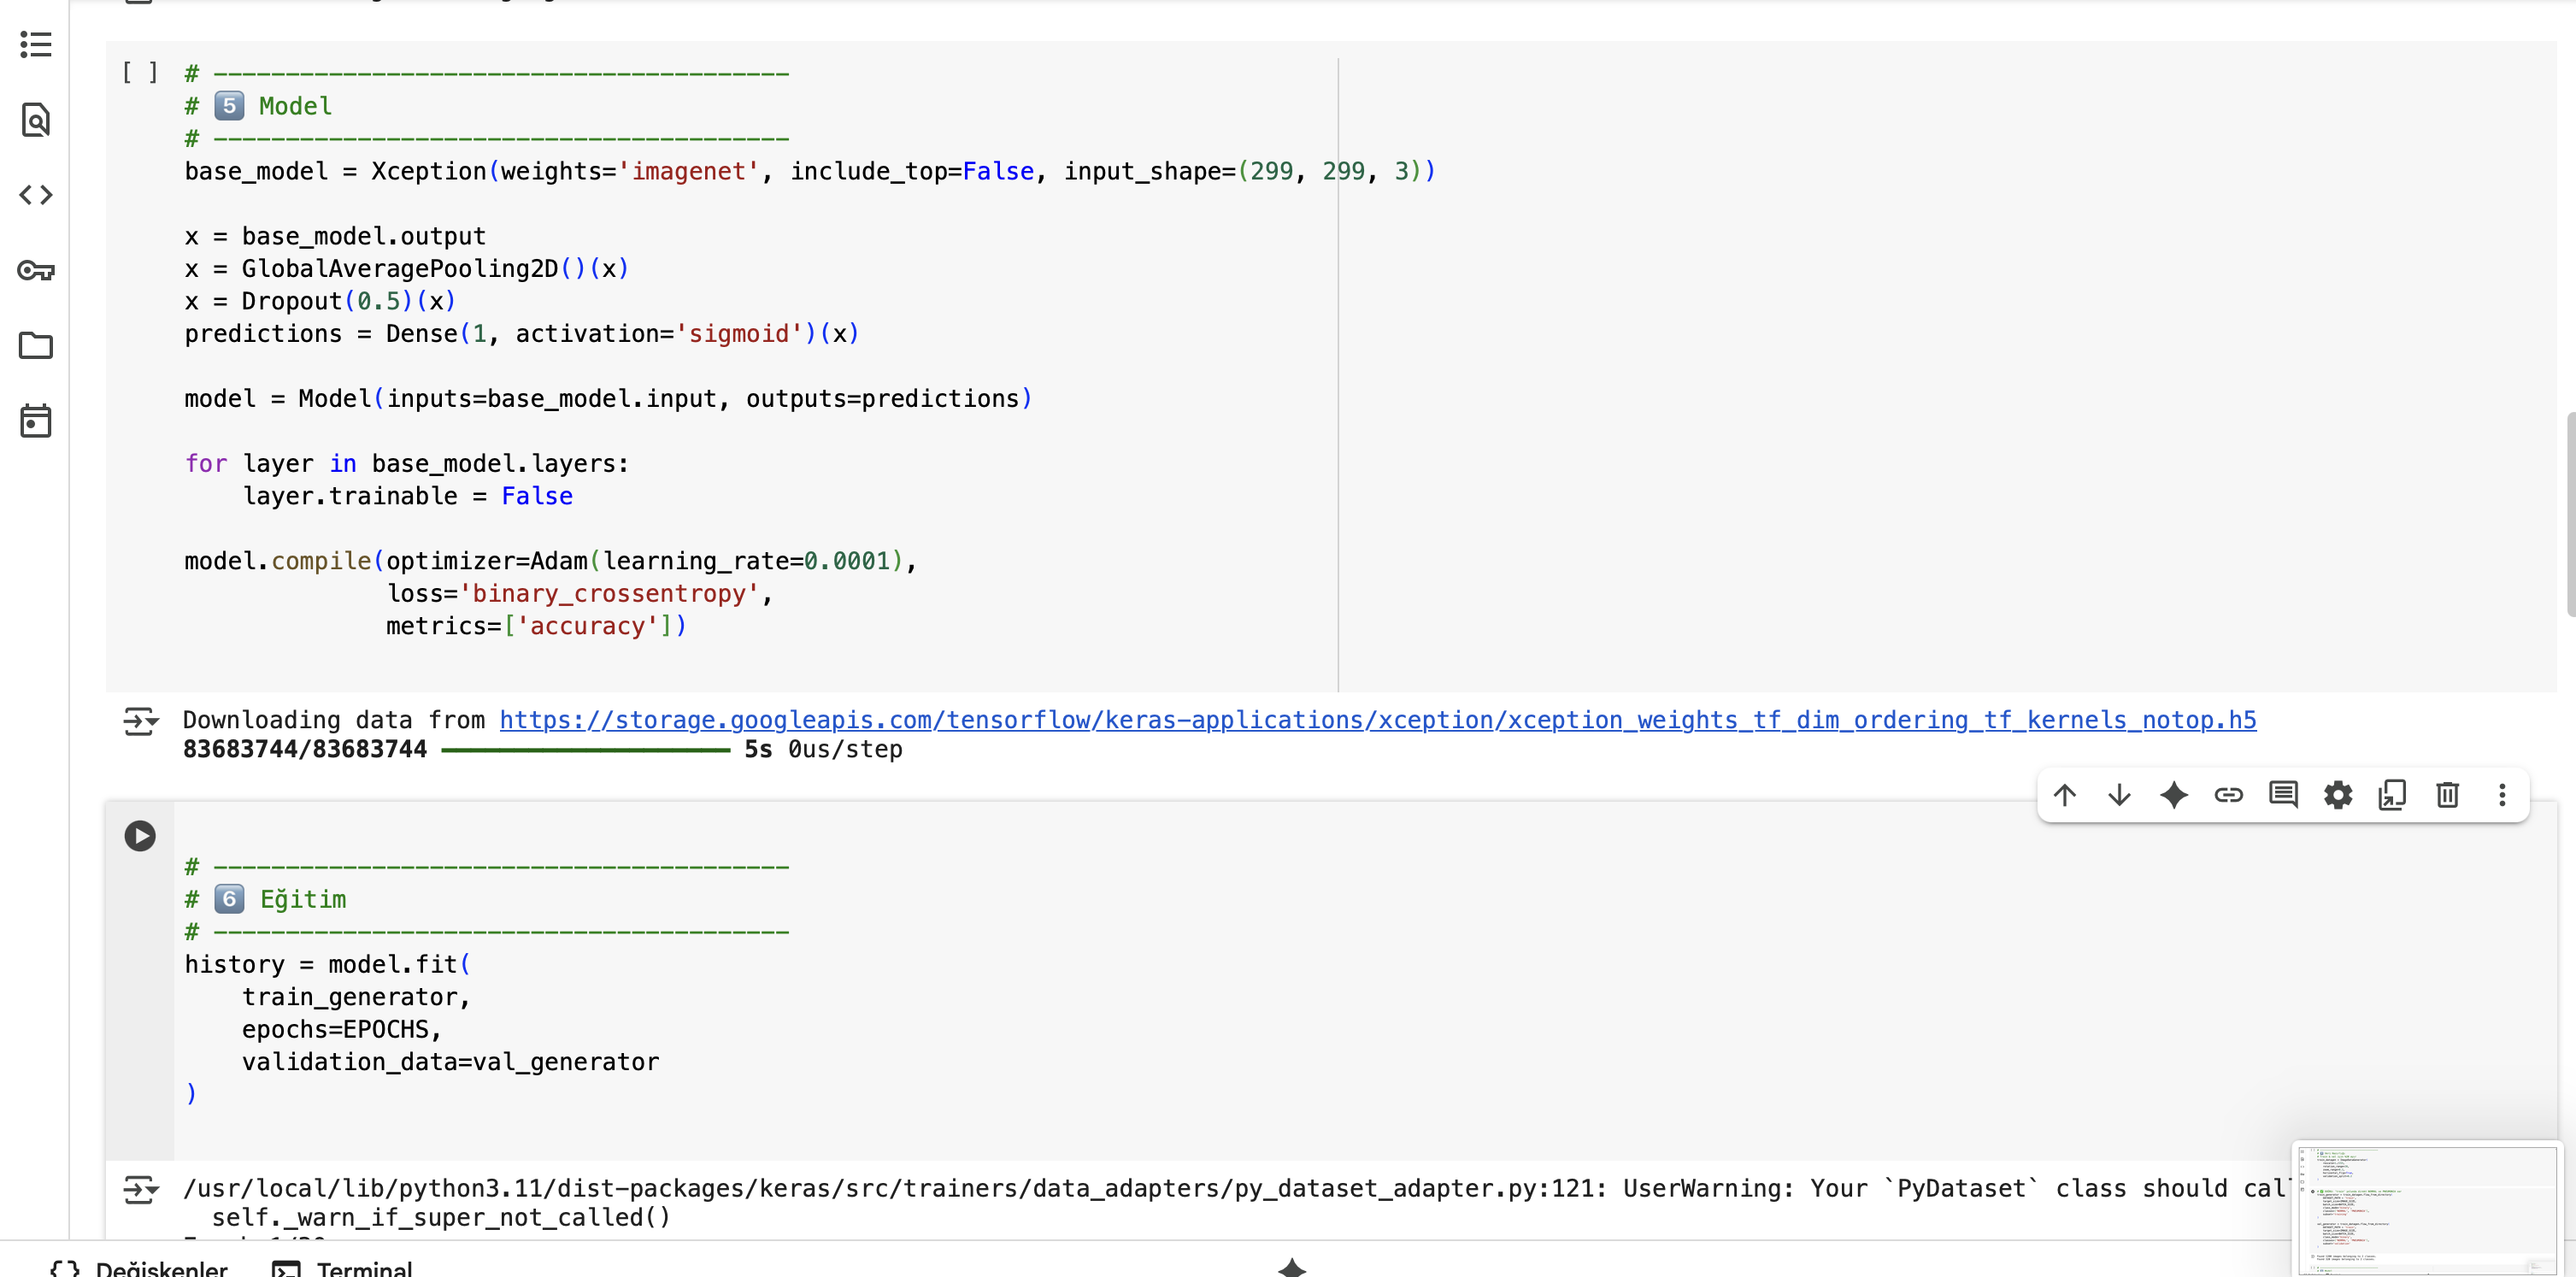 [ ] # ----------------------------------------
# 5️⃣ Model
# ----------------------------------------
base_model = Xception(weights='imagenet', include_top=False, input_shape=(299, 299, 3))
x = base_model.output
x = GlobalAveragePooling2D()(x)
x = Dropout(0.5)(x)
predictions = Dense(1, activation='sigmoid')(x)
model = Model(inputs=base_model.input, outputs=predictions)
for layer in base_model.layers:
    layer.trainable = False
model.compile(optimizer=Adam(learning_rate=0.0001),
              loss='binary_crossentropy',
              metrics=['accuracy'])
Downloading data from https://storage.googleapis.com/tensorflow/keras-applications/xception/xception_weights_tf_dim_ordering_tf_kernels_notop.h5
83683744/83683744 ━━━━━━━━━━━━━━━━━━━━ 5s 0us/step
# ----------------------------------------
# 6️⃣ Eğitim
# ----------------------------------------
history = model.fit(
    train_generator,
    epochs=EPOCHS,
    validation_data=val_generator
)
/usr/local/lib/python3.11/dist-packages/keras/src/trainers/data_adapters/py_dataset_adapter.py:121: UserWarning: Your `PyDataset` class should call
  self._warn_if_super_not_called()
Değişkenler Terminal